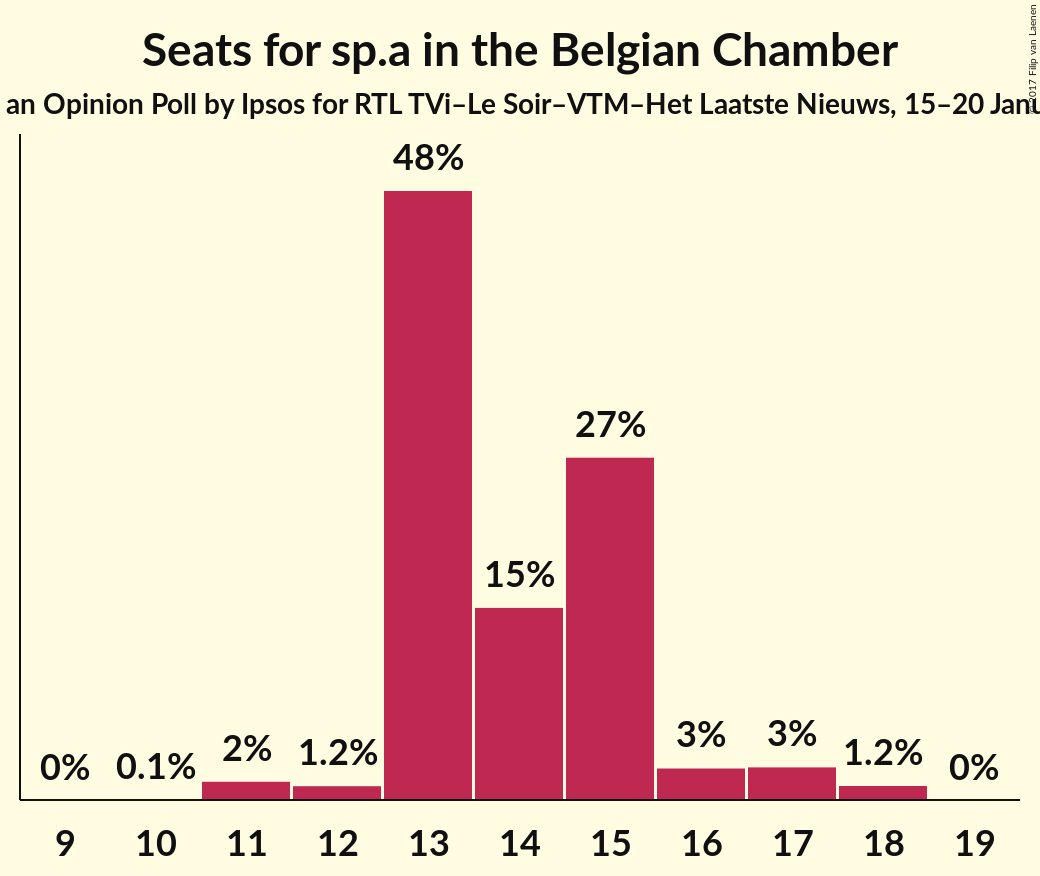 Seats for sp.a in the Belgian Chamber
an Opinion Poll by Ipsos for RTL TVi–Le Soir–VTM–Het Laatste Nieuws, 15–20
48%
27%
15%
3%
3%
2%
1.2%
1.2%
0%
0.1%
0%
9 10 11 12 13 14 15 16 17 18 19
2017 Filip van Laenen